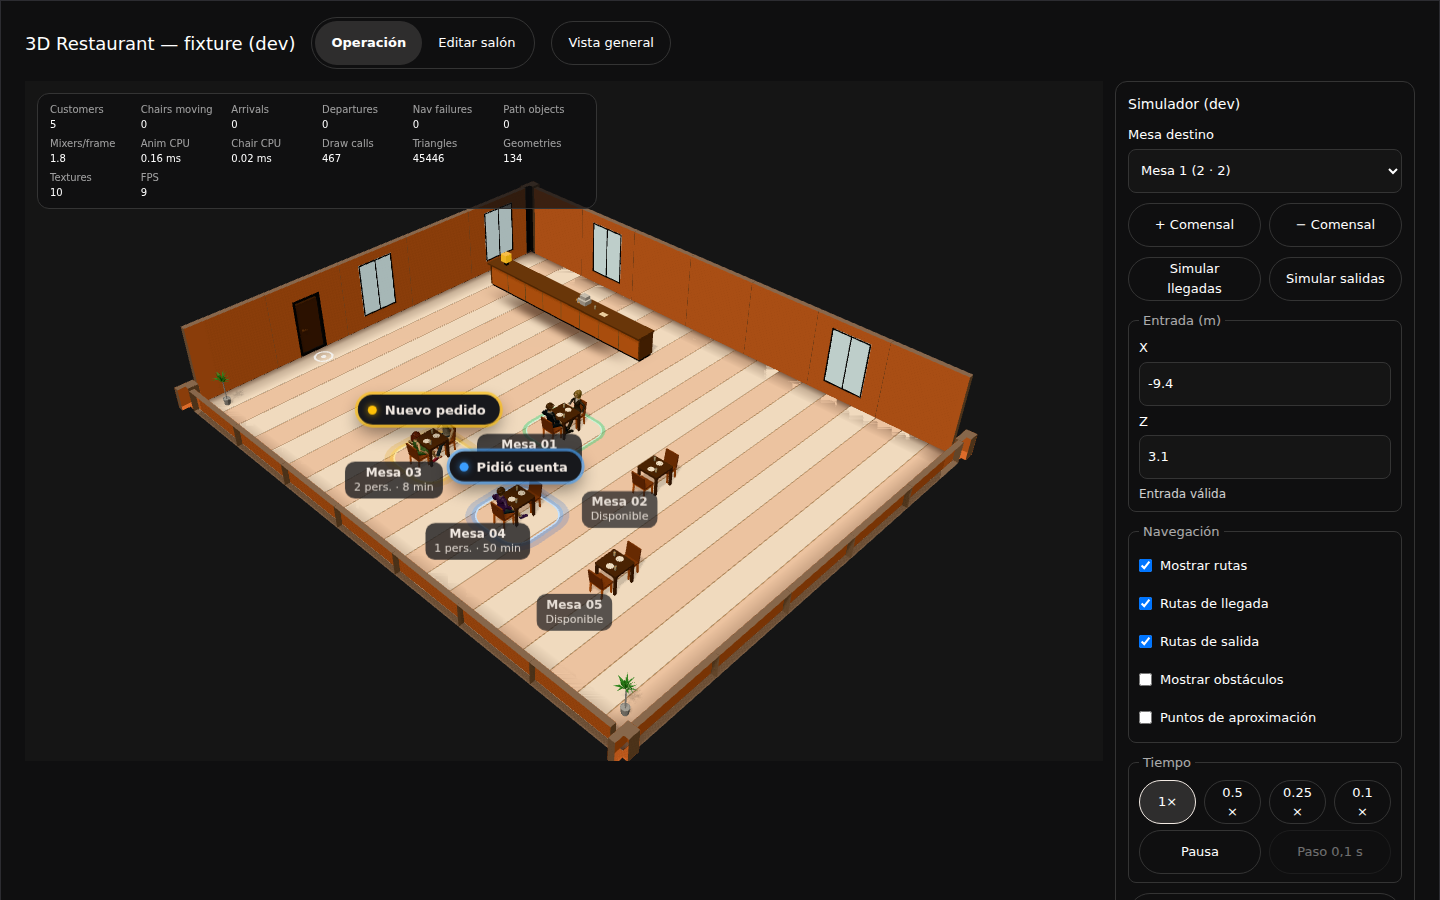 3D Restaurant — fixture (dev)
Operación
Editar salón
Vista general
Customers
5
Chairs moving
0
Arrivals
0
Departures
0
Nav failures
0
Path objects
0
Mixers/frame
1.8
Anim CPU
0.16 ms
Chair CPU
0.02 ms
Draw calls
467
Triangles
45446
Geometries
134
Textures
10
FPS
9
Nuevo pedido
Mesa 01
Pidió cuenta
Mesa 03
2 pers. · 8 min
Mesa 02
Disponible
Mesa 04
1 pers. · 50 min
Mesa 05
Disponible
Simulador (dev)
Mesa destino
Mesa 1 (2 · 2)
+ Comensal
− Comensal
Simular
llegadas
Simular salidas
Entrada (m)
X
-9.4
Z
3.1
Entrada válida
Navegación
Mostrar rutas
Rutas de llegada
Rutas de salida
Mostrar obstáculos
Puntos de aproximación
Tiempo
1×
0.5
×
0.25
×
0.1
×
Pausa
Paso 0,1 s